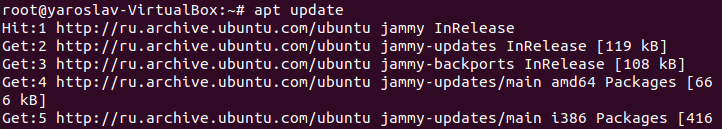 root@yaroslav-VirtualBox:~# apt update
Hit:1 http://ru.archive.ubuntu.com/ubuntu jammy InRelease
Get:2 http://ru.archive.ubuntu.com/ubuntu jammy-updates InRelease [119 kB]
Get:3 http://ru.archive.ubuntu.com/ubuntu jammy-backports InRelease [108 kB]
Get:4 http://ru.archive.ubuntu.com/ubuntu jammy-updates/main amd64 Packages [66
6 kB]
Get:5 http://ru.archive.ubuntu.com/ubuntu jammy-updates/main i386 Packages [416